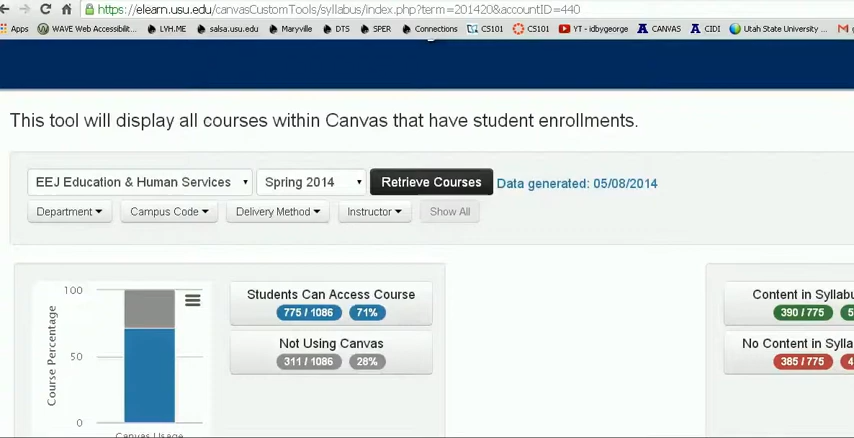 https://elearn.usu.edu/canvasCustomTools/syllabus/index.php?term=201420&accountID=440
Apps WAVE Web Accessibilit... LVH.ME salsa.usu.edu Maryville DTS SPER Connections CS101 CS101 YT - idbygeorge CANVAS CIDI Utah State University ...
This tool will display all courses within Canvas that have student enrollments.
EEJ Education & Human Services Spring 2014 Retrieve Courses Data generated: 05/08/2014
Department Campus Code Delivery Method Instructor Show All
100
50
0
Course Percentage
Canvas Usage
Students Can Access Course
775 / 1086 71%
Not Using Canvas
311 / 1086 28%
Content in Syllabu
390 / 775 5
No Content in Sylla
385 / 775 4